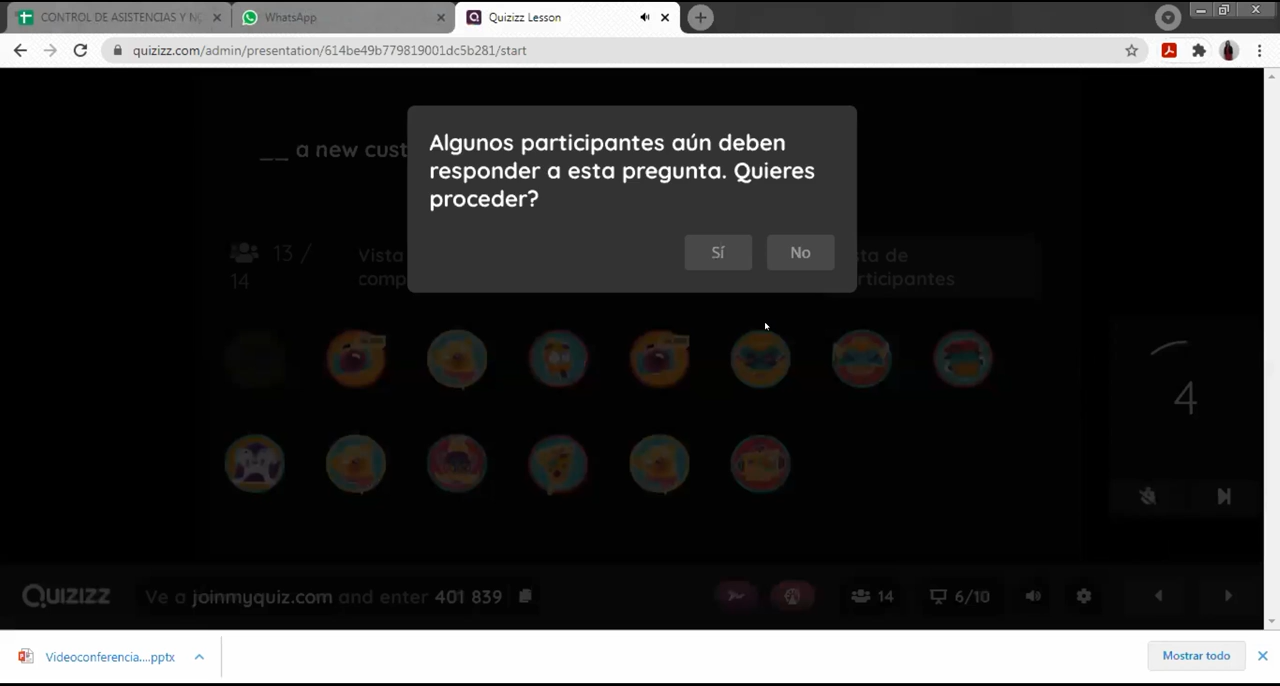 CONTROL DE ASISTENCIAS Y N
WhatsApp
Quizizz Lesson
quizizz.com/admin/presentation/614be49b779819001dc5b281/start
__ a new cust
Algunos participantes aún deben
responder a esta pregunta. Quieres
proceder?
Sí
No
13 /
14
Vista
comp
sta de
rticipantes
4
Quizizz
Ve a joinmyquiz.com and enter 401 839
14
6/10
Videoconferencia....pptx
Mostrar todo